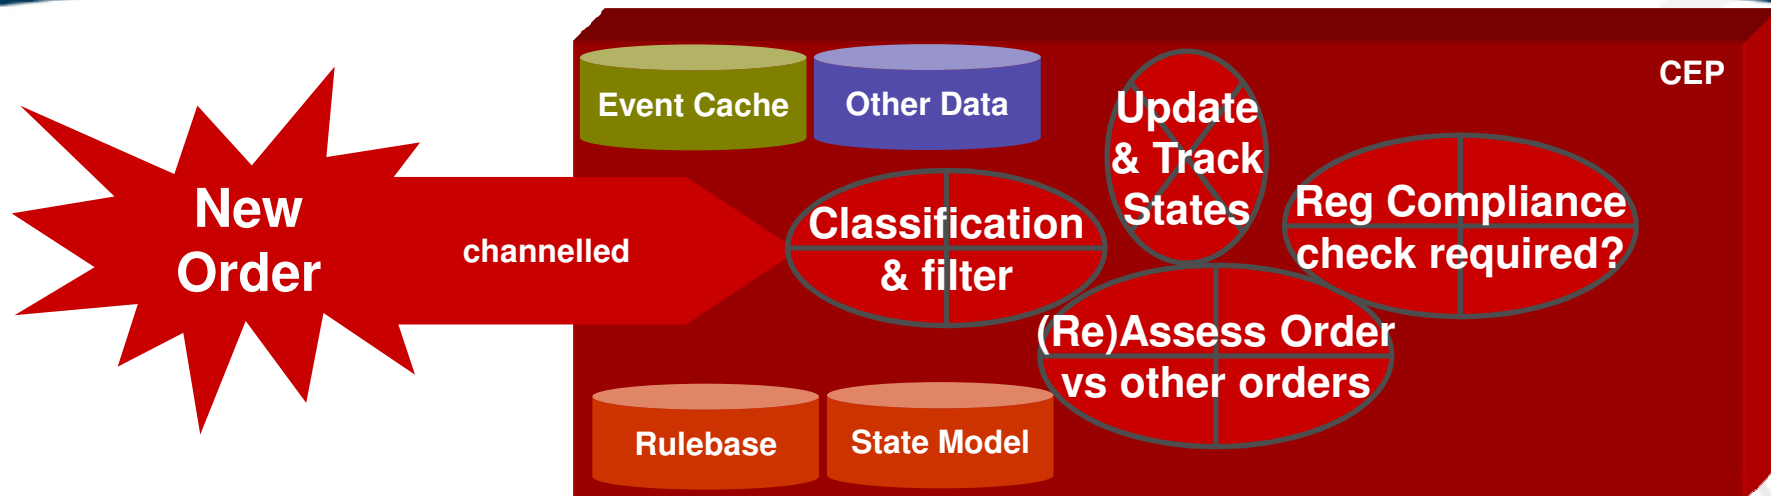 CEP
Event Cache
Other Data
Update
& Track
States
New
Order
channelled
Classification
& filter
Reg Compliance
check required?
(Re)Assess Order
vs other orders
Rulebase
State Model